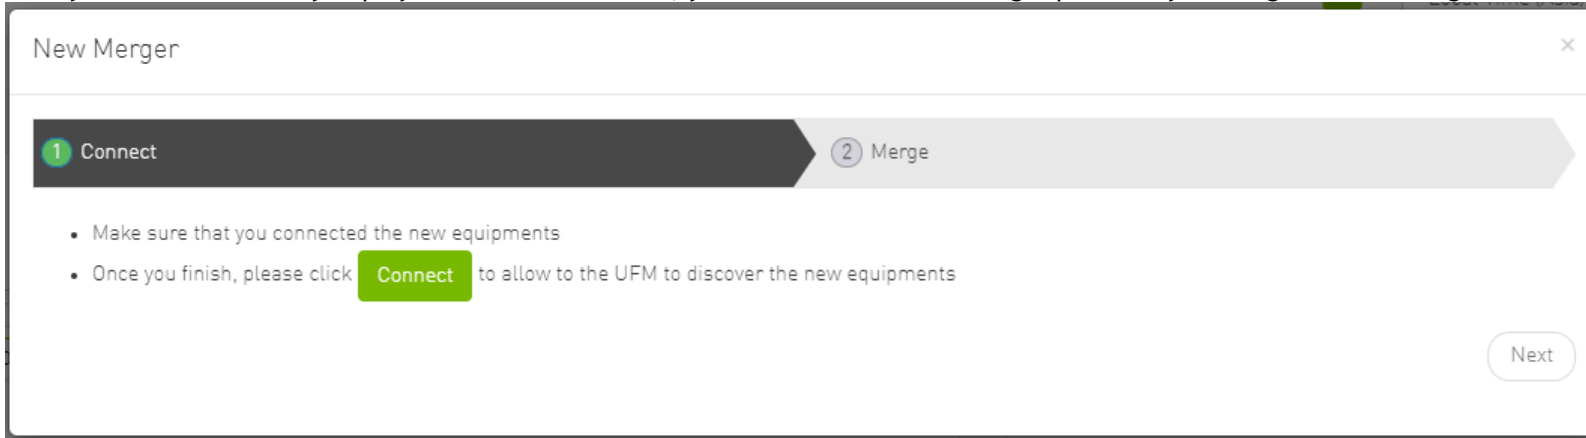 New Merger
×
1 Connect
2 Merge
• Make sure that you connected the new equipments
• Once you finish, please click Connect to allow to the UFM to discover the new equipments
Next